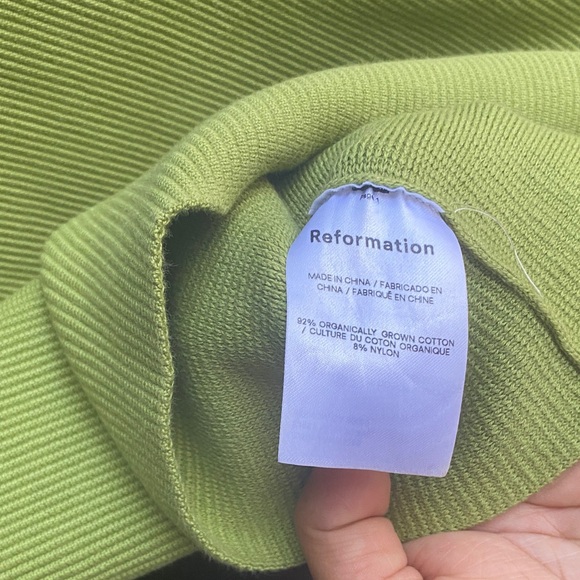 Reformation
MADE IN CHINA / FABRICADO EN
CHINA / FABRIQUÉ EN CHINE
92% ORGANICALLY GROWN COTTON
/ CULTURE DU COTON ORGANIQUE
8% NYLON